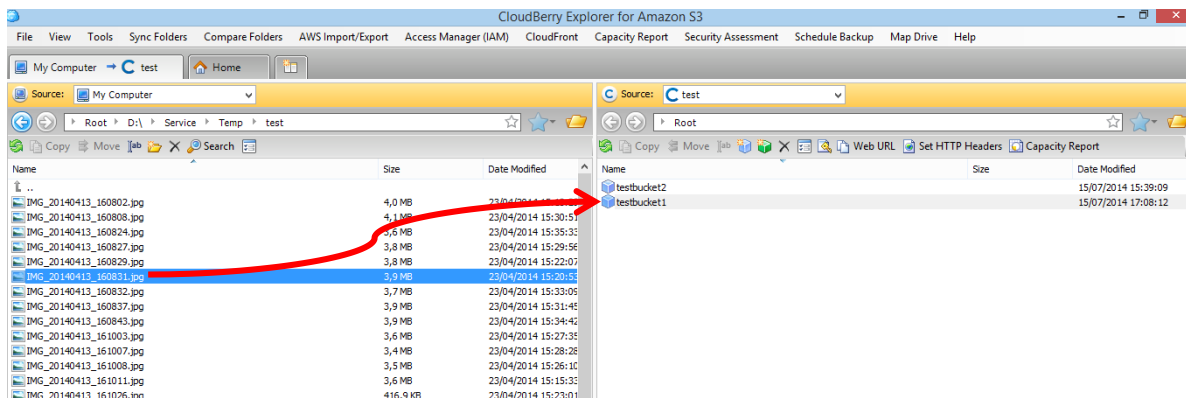 CloudBerry Explorer for Amazon S3
File View Tools Sync Folders Compare Folders AWS Import/Export Access Manager (IAM) CloudFront Capacity Report Security Assessment Schedule Backup Map Drive Help
My Computer C test Home
Source: My Computer
Root D:\ Service Temp test
Copy Move Search
Name Size Date Modified
..
IMG_20140413_160802.jpg 4,0 MB
IMG_20140413_160808.jpg 4,1 MB 23/04/2014 15:30:51
IMG_20140413_160824.jpg 3,6 MB 23/04/2014 15:35:33
IMG_20140413_160827.jpg 3,8 MB 23/04/2014 15:29:56
IMG_20140413_160829.jpg 3,8 MB 23/04/2014 15:22:07
IMG_20140413_160831.jpg 3,9 MB 23/04/2014 15:20:53
IMG_20140413_160832.jpg 3,7 MB 23/04/2014 15:33:09
IMG_20140413_160837.jpg 3,9 MB 23/04/2014 15:31:45
IMG_20140413_160843.jpg 3,9 MB 23/04/2014 15:34:42
IMG_20140413_161003.jpg 3,6 MB 23/04/2014 15:27:35
IMG_20140413_161007.jpg 3,4 MB 23/04/2014 15:28:28
IMG_20140413_161008.jpg 3,5 MB 23/04/2014 15:26:10
IMG_20140413_161011.jpg 3,6 MB 23/04/2014 15:15:33
IMG_20140413_161026.jpg 416,9 KB 23/04/2014 15:23:01
Source: C test
Root
Copy Move Web URL Set HTTP Headers Capacity Report
Name Size Date Modified
testbucket2 15/07/2014 15:39:09
testbucket1 15/07/2014 17:08:12